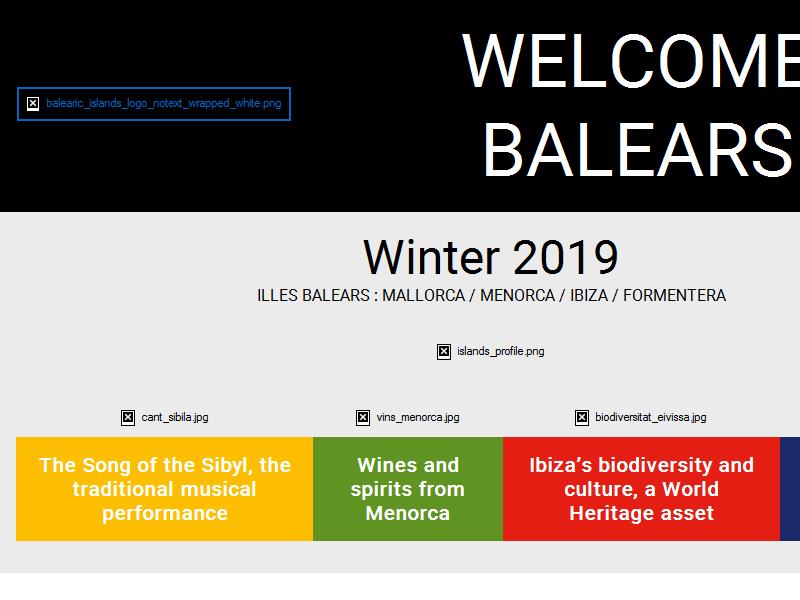 WELCOME
balearic_islands_logo_notext_wrapped_white.png
BALEARS
Winter 2019
ILLES BALEARS : MALLORCA / MENORCA / IBIZA / FORMENTERA
islands_profile.png
cant_sibila.jpg
vins_menorca.jpg
biodiversitat_eivissa.jpg
The Song of the Sibyl, the
traditional musical
performance
Wines and
spirits from
Menorca
Ibiza’s biodiversity and
culture, a World
Heritage asset